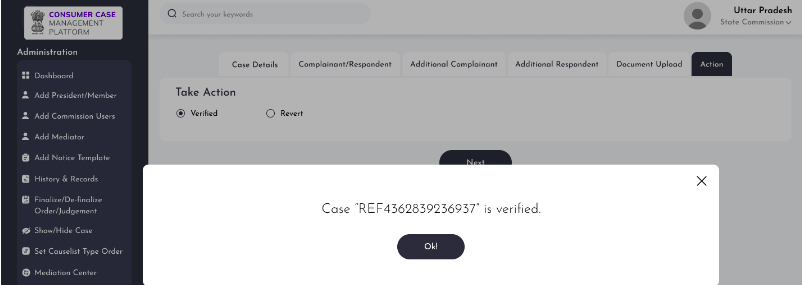 CONSUMER CASE
MANAGEMENT
PLATFORM
Search your keywords
Uttar Pradesh
State Commission
Administration
Dashboard
Add President/Member
Add Commission Users
Add Mediator
Add Notice Template
History & Records
Finalize/De-finalize
Order/Judgement
Show/Hide Case
Set Causelist Type Order
Mediation Center
Case Details
Complainant/Respondent
Additional Complainant
Additional Respondent
Document Upload
Action
Take Action
Verified
Revert
Next
Case "REF4362839236937" is verified.
Ok!